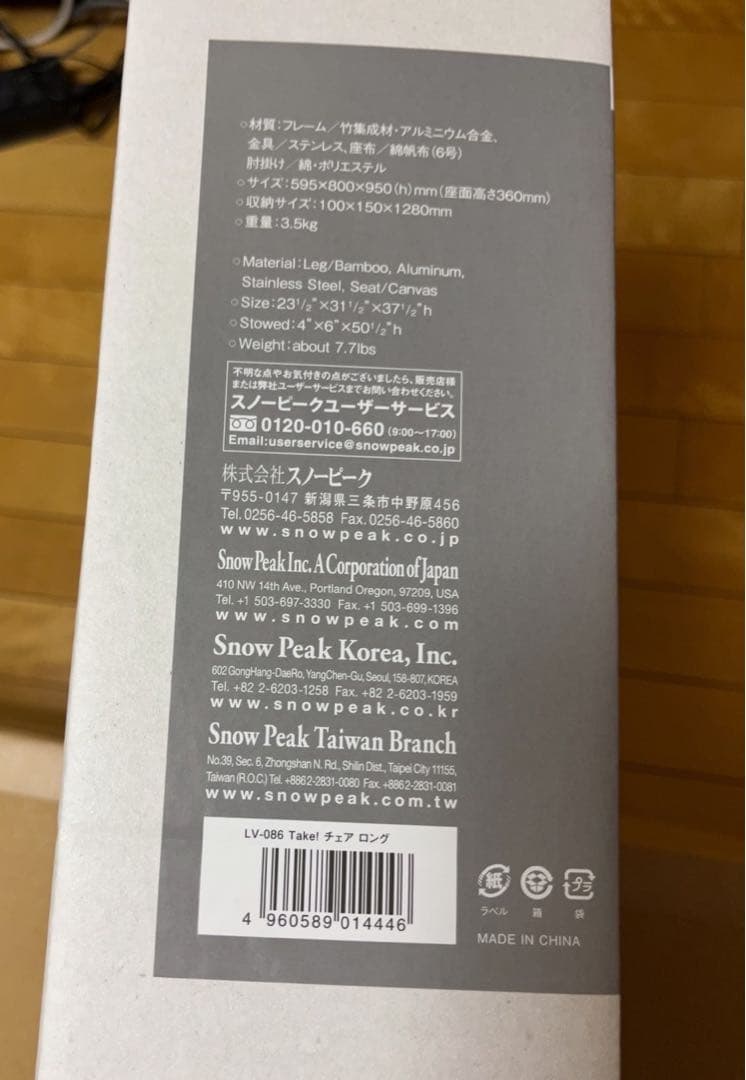 ○材質：フレーム／竹集成材・アルミニウム合金、
金具／ステンレス、座布／綿帆布(6号)
肘掛け／綿・ポリエステル
○サイズ：595×800×950(h)mm(座面高さ360mm)
○収納サイズ：100×150×1280mm
○重量：3.5kg
○Material：Leg/Bamboo, Aluminum,
Stainless Steel, Seat/Canvas
○Size：23 1/2"×31 1/2"×37 1/2"h
○Stowed：4"×6"×50 1/2"h
○Weight：about 7.7lbs
不明な点やお気付きの点がございましたら、販売店様
または弊社ユーザーサービスまでお問い合わせください。
スノーピークユーザーサービス
0120-010-660 (9:00〜17:00)
Email:userservice@snowpeak.co.jp
株式会社スノーピーク
〒955-0147 新潟県三条市中野原456
Tel.0256-46-5858 Fax.0256-46-5860
www.snowpeak.co.jp
Snow Peak Inc. A Corporation of Japan
410 NW 14th Ave., Portland Oregon, 97209, USA
Tel. +1 503-697-3330 Fax. +1 503-699-1396
www.snowpeak.com
Snow Peak Korea, Inc.
602 GongHang-DaeRo, YangChen-Gu, Seoul, 158-807, KOREA
Tel. +82 2-6203-1258 Fax. +82 2-6203-1959
www.snowpeak.co.kr
Snow Peak Taiwan Branch
No.39, Sec. 6, Zhongshan N. Rd., Shilin Dist., Taipei City 11155,
Taiwan (R.O.C.) Tel. +886 2-2831-0080 Fax. +886 2-2831-0081
www.snowpeak.com.tw
LV-086 Take! チェア ロング
4 960589 014446
紙 プラ
ラベル 箱 袋
MADE IN CHINA